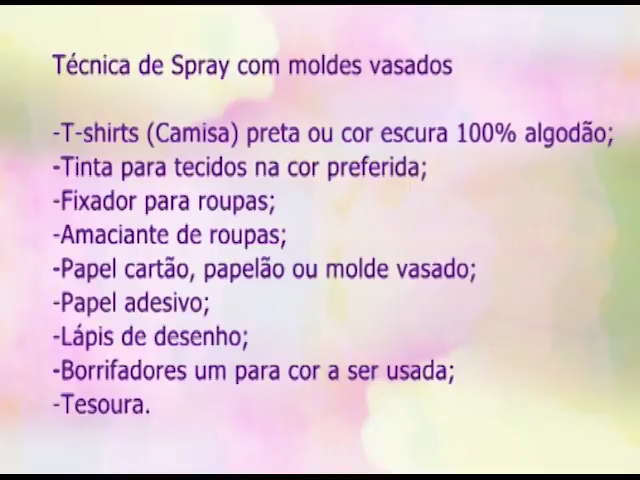 Técnica de Spray com moldes vasados
-T-shirts (Camisa) preta ou cor escura 100% algodão;
-Tinta para tecidos na cor preferida;
-Fixador para roupas;
-Amaciante de roupas;
-Papel cartão, papelão ou molde vasado;
-Papel adesivo;
-Lápis de desenho;
-Borrifadores um para cor a ser usada;
-Tesoura.